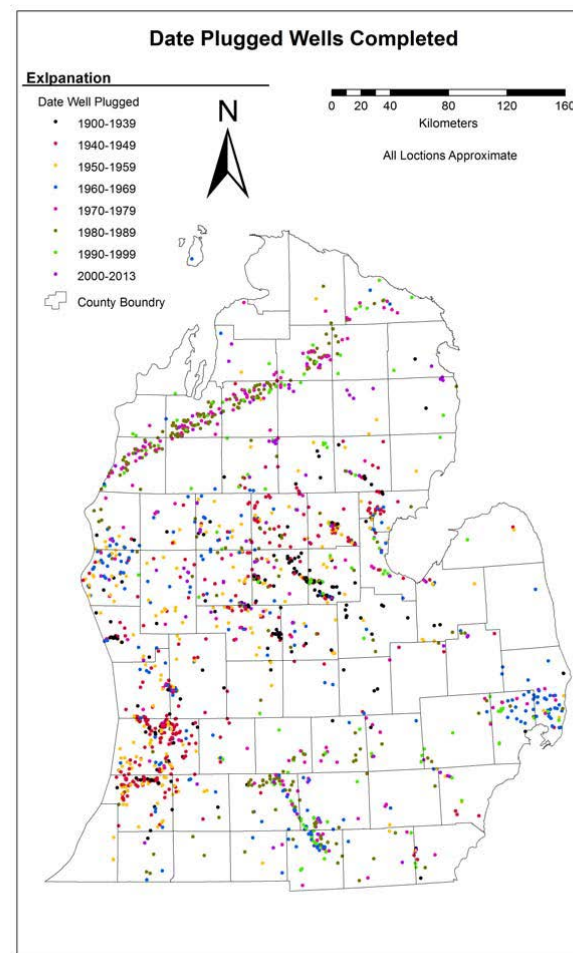 Date Plugged Wells Completed
Exlpanation
Date Well Plugged
1900-1939
1940-1949
1950-1959
1960-1969
1970-1979
1980-1989
1990-1999
2000-2013
County Boundry
N
0 20 40 80 120 160
Kilometers
All Loctions Approximate